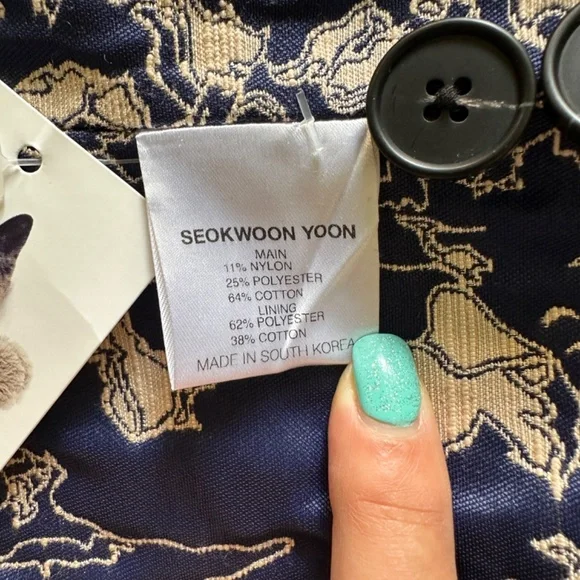 SEOKWOON YOON
MAIN
11% NYLON
25% POLYESTER
64% COTTON
LINING
62% POLYESTER
38% COTTON
MADE IN SOUTH KOREA